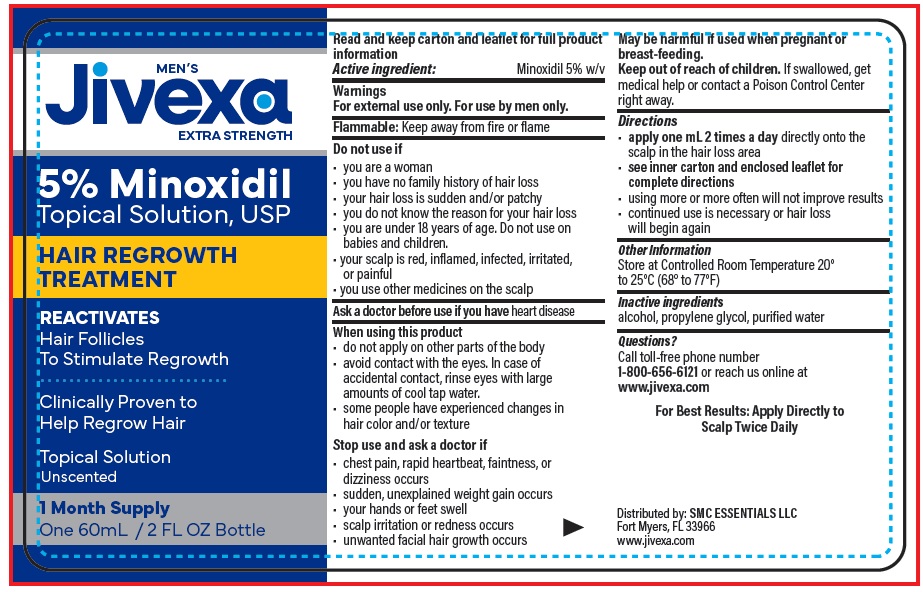 MEN'S
Jivexa
EXTRA STRENGTH
5% Minoxidil
Topical Solution, USP
HAIR REGROWTH
TREATMENT
REACTIVATES
Hair Follicles
To Stimulate Regrowth
Clinically Proven to
Help Regrow Hair
Topical Solution
Unscented
1 Month Supply
One 60mL / 2 FL OZ Bottle
Read and keep carton and leaflet for full product
information
Active ingredient: Minoxidil 5% w/v
Warnings
For external use only. For use by men only.
Flammable: Keep away from fire or flame
Do not use if
· you are a woman
· you have no family history of hair loss
· your hair loss is sudden and/or patchy
· you do not know the reason for your hair loss
· you are under 18 years of age. Do not use on
babies and children.
· your scalp is red, inflamed, infected, irritated,
or painful
· you use other medicines on the scalp
Ask a doctor before use if you have heart disease
When using this product
· do not apply on other parts of the body
· avoid contact with the eyes. In case of
accidental contact, rinse eyes with large
amounts of cool tap water.
· some people have experienced changes in
hair color and/or texture
Stop use and ask a doctor if
· chest pain, rapid heartbeat, faintness, or
dizziness occurs
· sudden, unexplained weight gain occurs
· your hands or feet swell
· scalp irritation or redness occurs
· unwanted facial hair growth occurs
May be harmful if used when pregnant or
breast-feeding.
Keep out of reach of children. If swallowed, get
medical help or contact a Poison Control Center
right away.
Directions
· apply one mL 2 times a day directly onto the
scalp in the hair loss area
· see inner carton and enclosed leaflet for
complete directions
· using more or more often will not improve results
· continued use is necessary or hair loss
will begin again
Other Information
Store at Controlled Room Temperature 20°
to 25°C (68° to 77°F)
Inactive ingredients
alcohol, propylene glycol, purified water
Questions?
Call toll-free phone number
1-800-656-6121 or reach us online at
www.jivexa.com
For Best Results: Apply Directly to
Scalp Twice Daily
Distributed by: SMC ESSENTIALS LLC
Fort Myers, FL 33966
www.jivexa.com